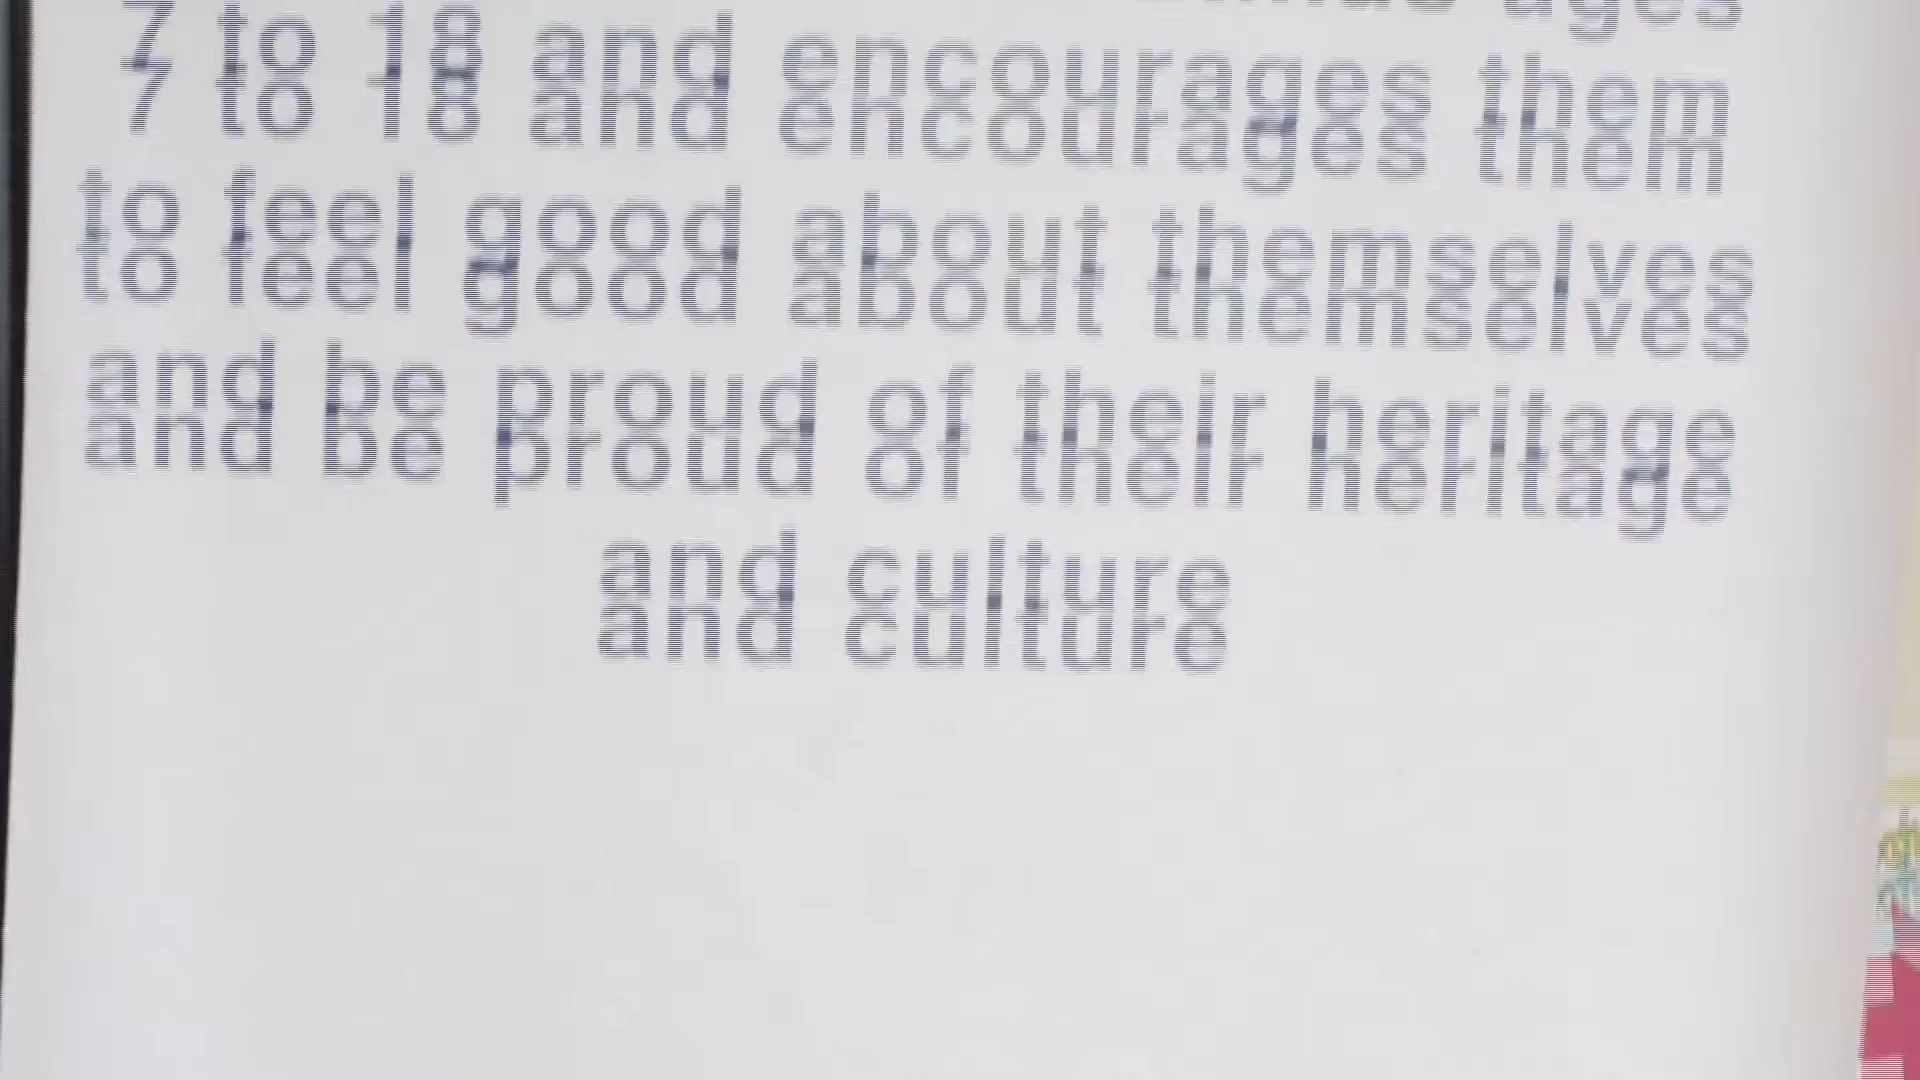 ages
7 to 18 and encourages them
to feel good about themselves
and be proud of their heritage
and culture